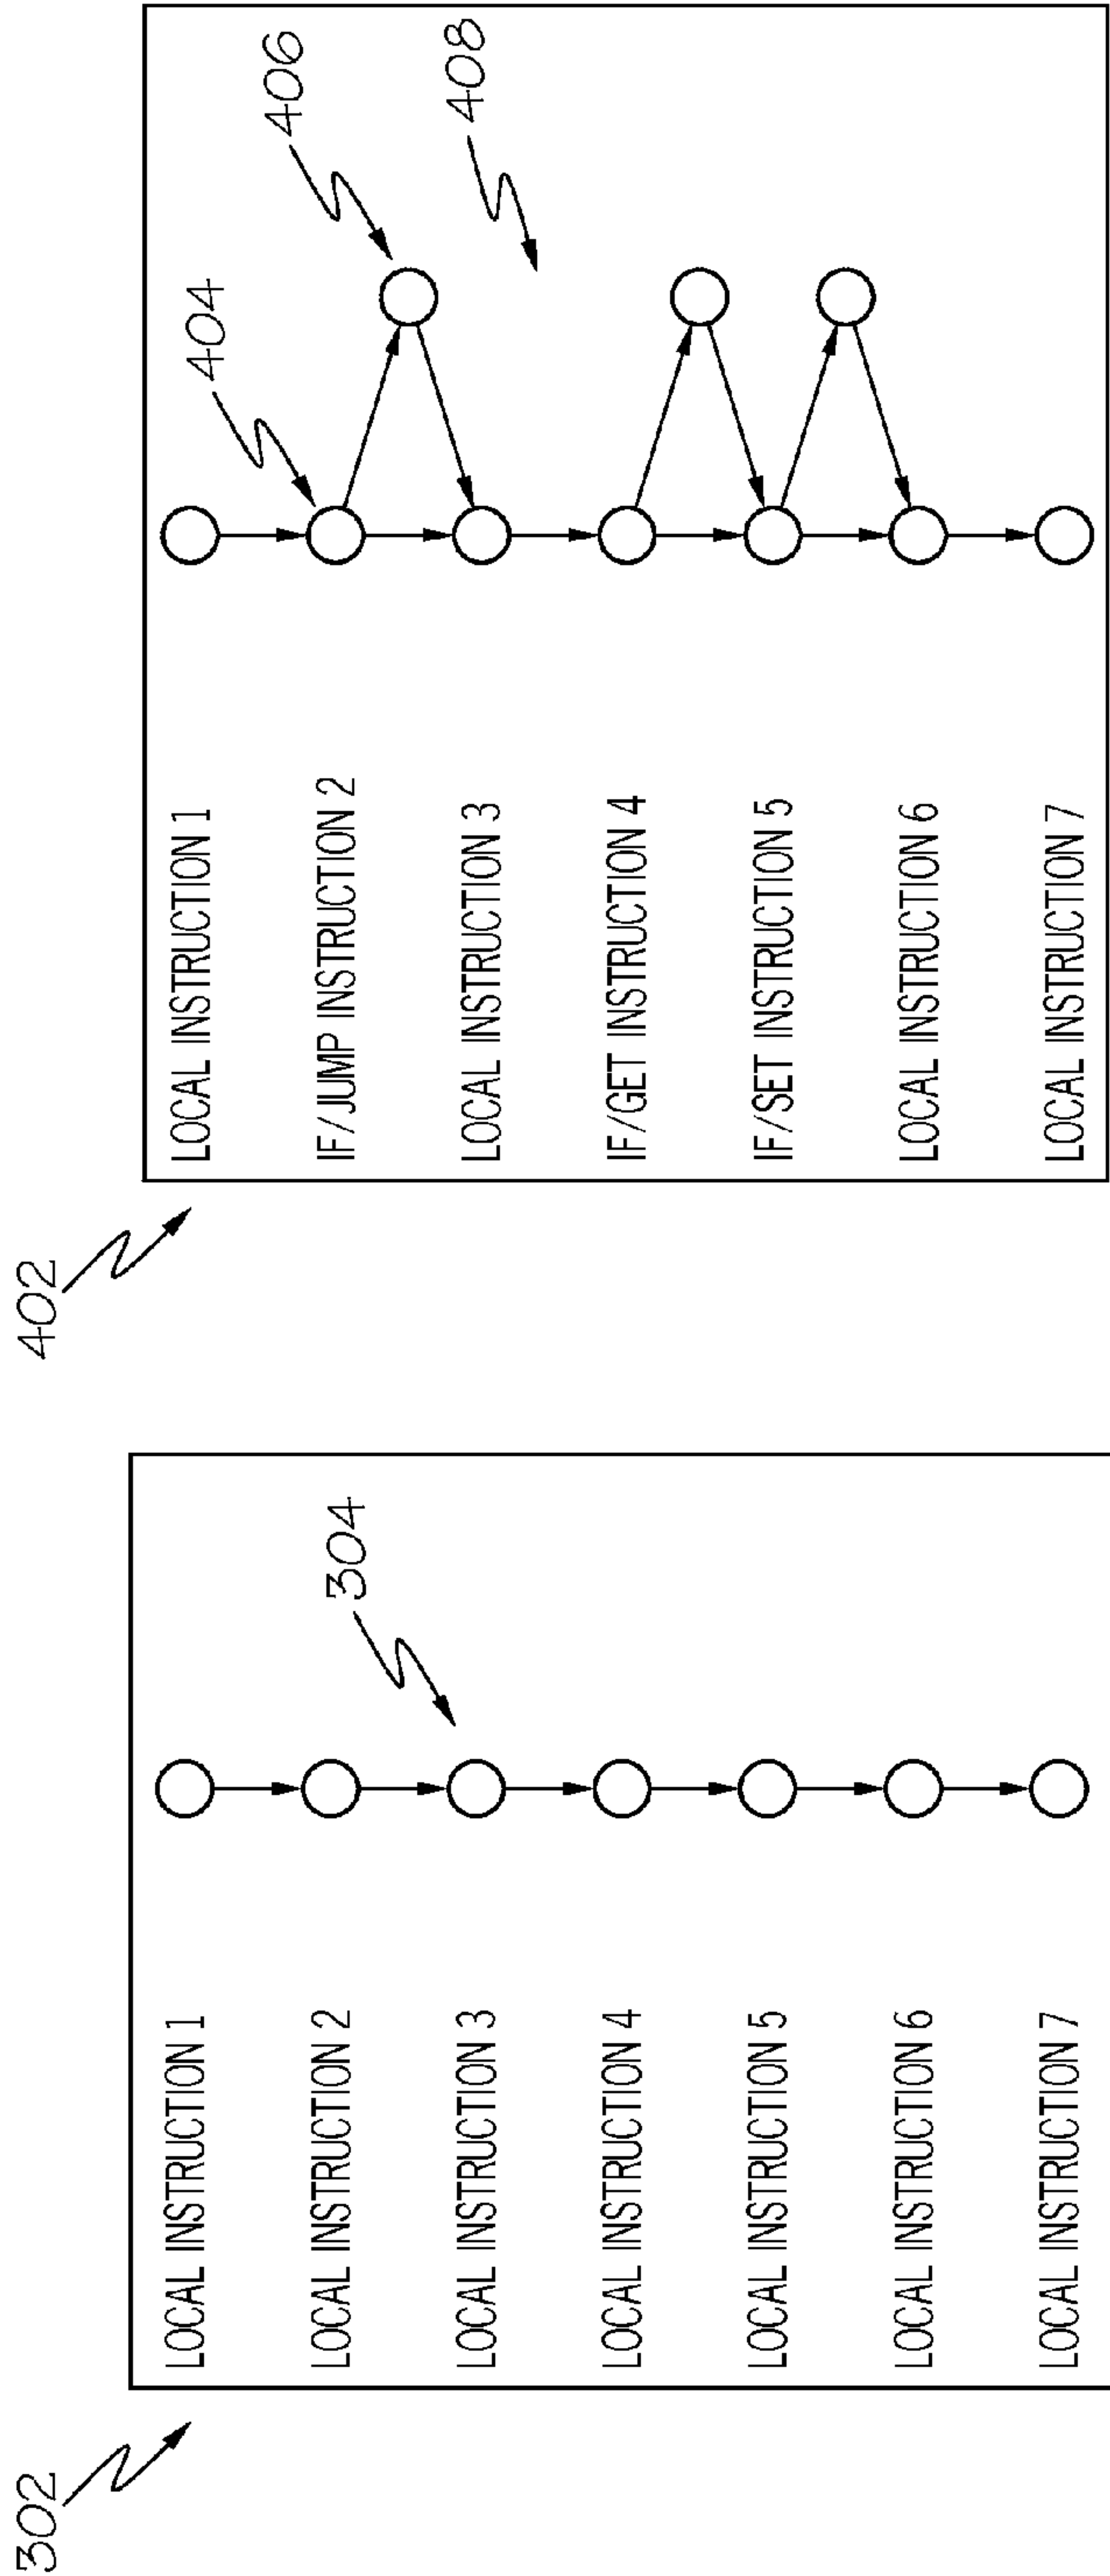 302
LOCAL INSTRUCTION 1
LOCAL INSTRUCTION 2
LOCAL INSTRUCTION 3
LOCAL INSTRUCTION 4
LOCAL INSTRUCTION 5
LOCAL INSTRUCTION 6
LOCAL INSTRUCTION 7
304
402
LOCAL INSTRUCTION 1
IF/JUMP INSTRUCTION 2
LOCAL INSTRUCTION 3
IF/GET INSTRUCTION 4
IF/SET INSTRUCTION 5
LOCAL INSTRUCTION 6
LOCAL INSTRUCTION 7
404
406
408